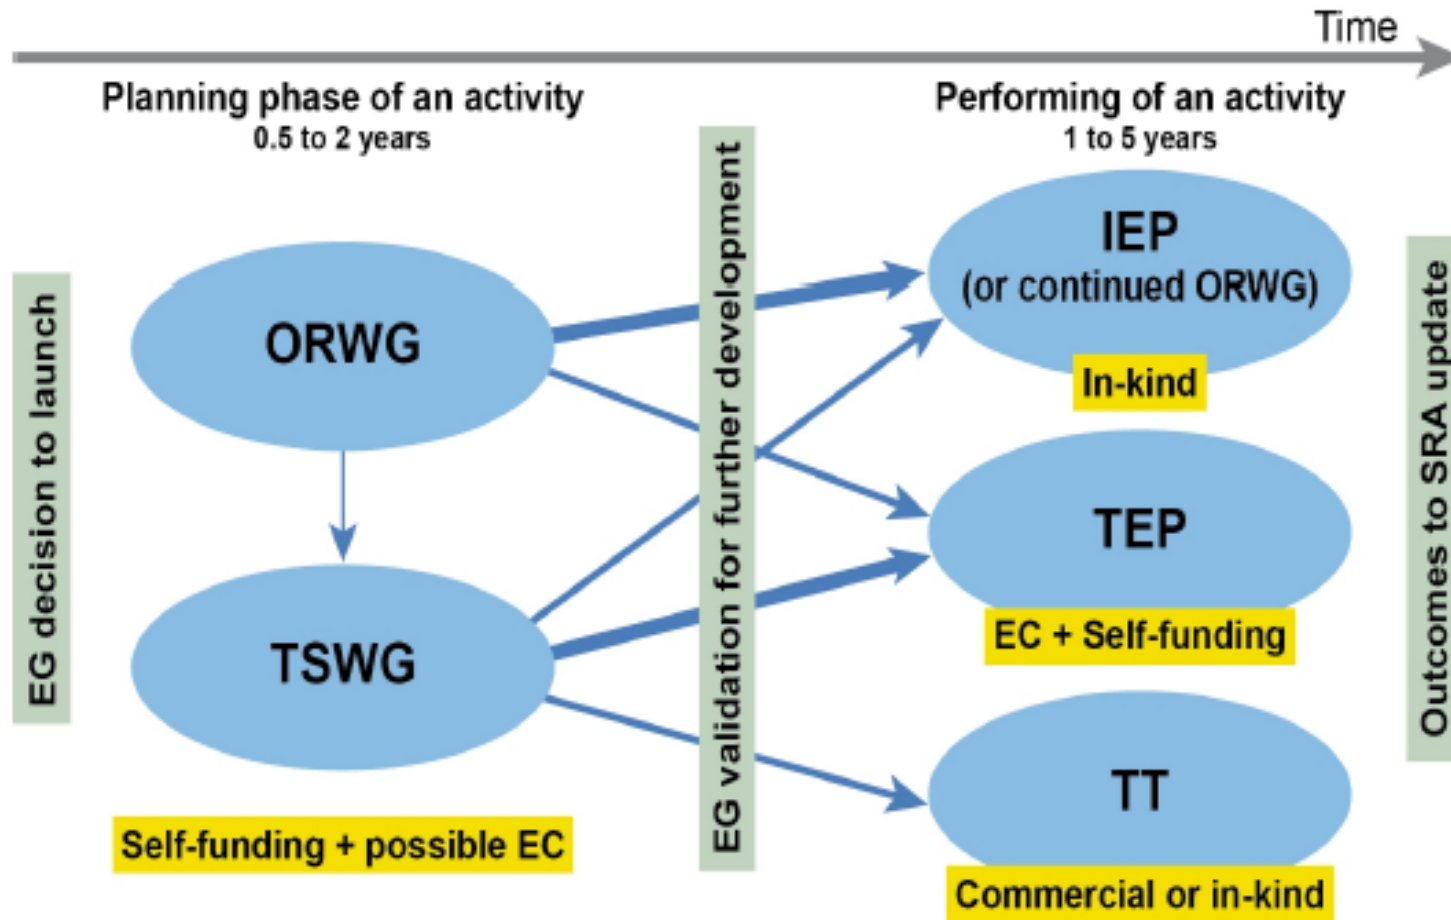 Time
Planning phase of an activity
0.5 to 2 years
Performing of an activity
1 to 5 years
EG decision to launch
ORWG
TSWG
Self-funding + possible EC
EG validation for further development
IEP
(or continued ORWG)
In-kind
TEP
EC + Self-funding
TT
Commercial or in-kind
Outcomes to SRA update